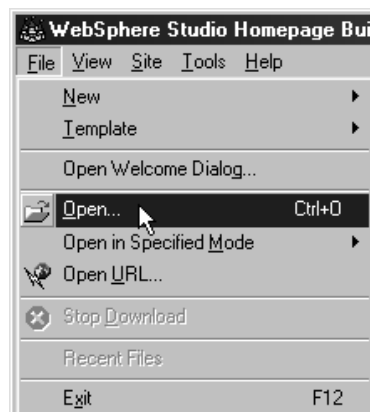 WebSphere Studio Homepage Bui
File View Site Tools Help
New
Template
Open Welcome Dialog...
Open... Ctrl+O
Open in Specified Mode
Open URL...
Stop Download
Recent Files
Exit F12